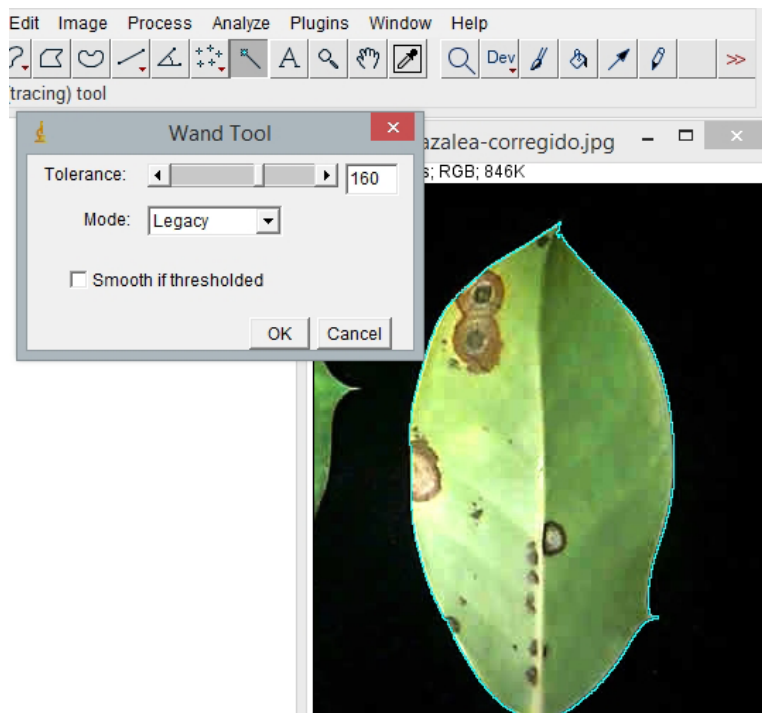 Edit Image Process Analyze Plugins Window Help
A Dev >>
(tracing) tool
Wand Tool
azalea-corregido.jpg
Tolerance: 160
s; RGB; 846K
Mode: Legacy
Smooth if thresholded
OK Cancel